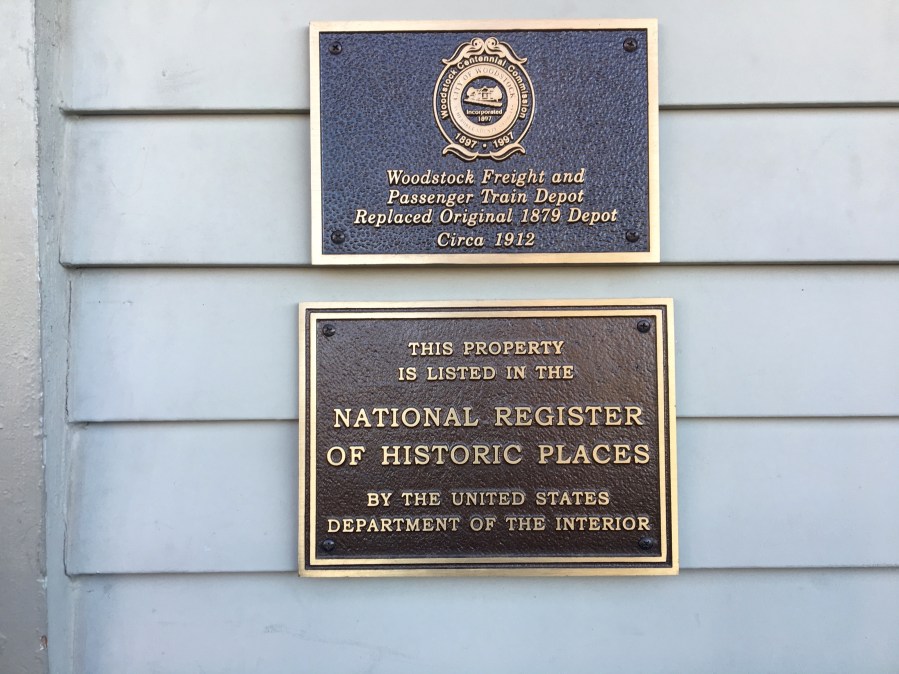 Woodstock Centennial Commission
CITY OF WOODSTOCK
Incorporated
1897
1897 • 1997
Woodstock Freight and
Passenger Train Depot
Replaced Original 1879 Depot
Circa 1912
THIS PROPERTY
IS LISTED IN THE
NATIONAL REGISTER
OF HISTORIC PLACES
BY THE UNITED STATES
DEPARTMENT OF THE INTERIOR